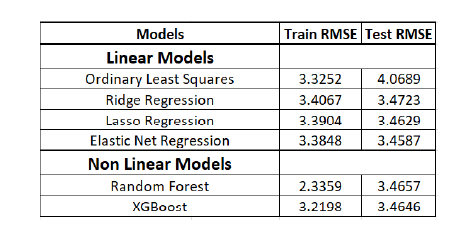 Models Train RMSE Test RMSE
Linear Models
Ordinary Least Squares 3.3252 4.0689
Ridge Regression 3.4067 3.4723
Lasso Regression 3.3904 3.4629
Elastic Net Regression 3.3848 3.4587
Non Linear Models
Random Forest 2.3359 3.4657
XGBoost 3.2198 3.4646